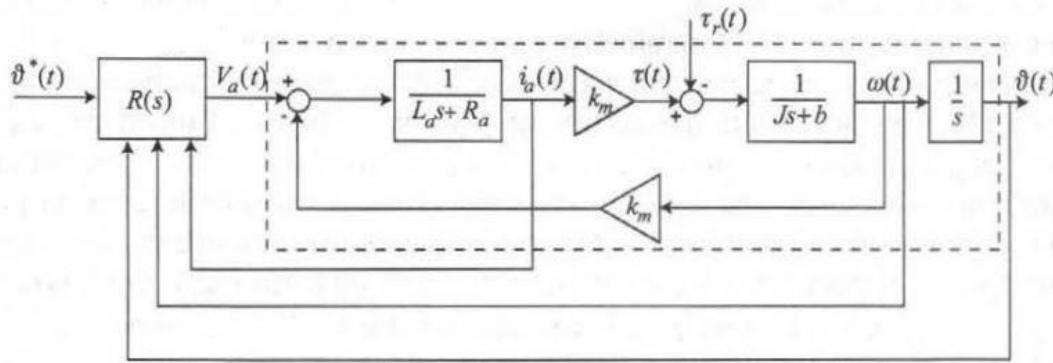 τr(t)
ϑ*(t)
R(s)
Va(t)
+
-
1
Las+ Ra
ia(t)
km
τ(t)
+
-
1
Js+b
ω(t)
1
s
ϑ(t)
km